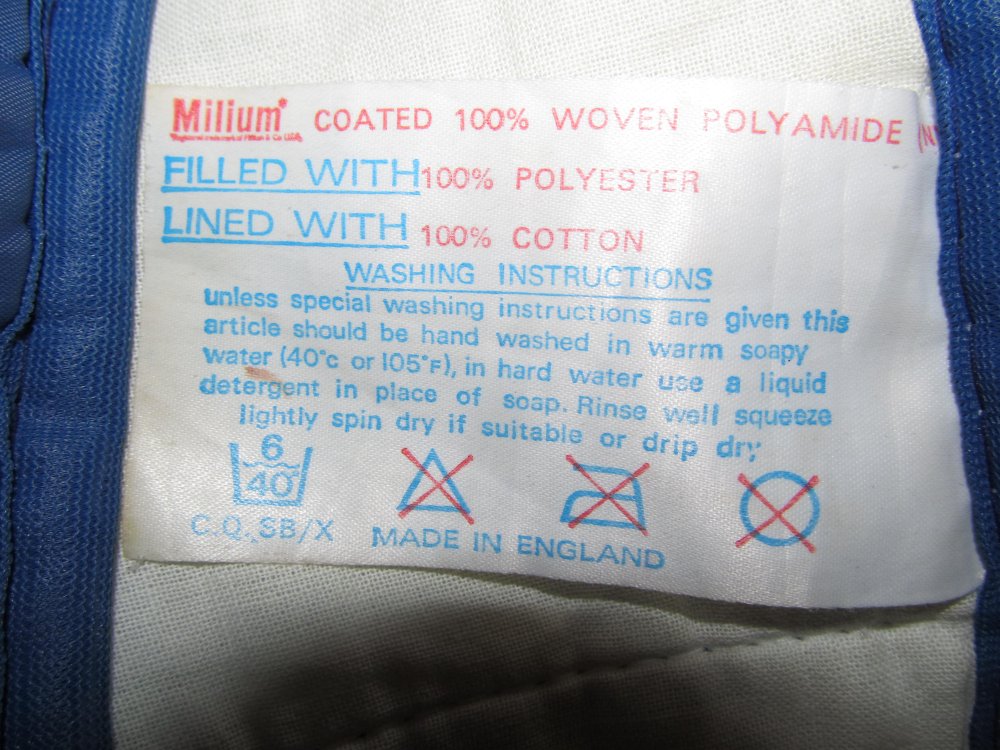 Milium* COATED 100% WOVEN POLYAMIDE (N
FILLED WITH 100% POLYESTER
LINED WITH 100% COTTON
WASHING INSTRUCTIONS
unless special washing instructions are given this
article should be hand washed in warm soapy
water (40°C or 105°F), in hard water use a liquid
detergent in place of soap. Rinse well squeeze
lightly spin dry if suitable or drip dry
6
40
C.Q. SB/X MADE IN ENGLAND